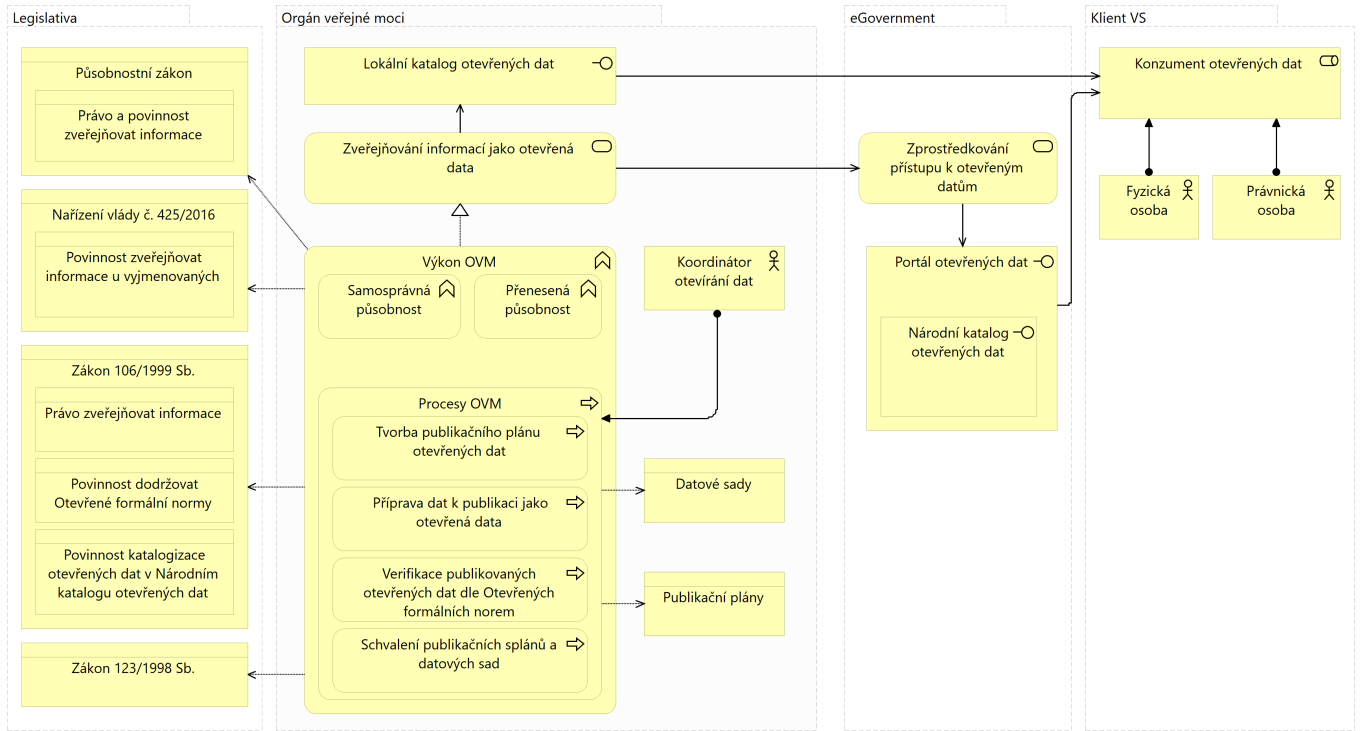 Legislativa
Působnostní zákon
Právo a povinnost
zveřejňovat informace
Nařízení vlády č. 425/2016
Povinnost zveřejňovat
informace u vyjmenovaných
Zákon 106/1999 Sb.
Právo zveřejňovat informace
Povinnost dodržovat
Otevřené formální normy
Povinnost katalogizace
otevřených dat v Národním
katalogu otevřených dat
Zákon 123/1998 Sb.
Orgán veřejné moci
Lokální katalog otevřených dat
Zveřejňování informací jako otevřená
data
Výkon OVM
Samosprávná
působnost
Přenesená
působnost
Procesy OVM
Tvorba publikačního plánu
otevřených dat
Příprava dat k publikaci jako
otevřená data
Verifikace publikovaných
otevřených dat dle Otevřených
formálních norem
Schvalení publikačních splánů a
datových sad
Koordinátor
otevírání dat
Datové sady
Publikační plány
eGovernment
Zprostředkování
přístupu k otevřeným
datům
Portál otevřených dat
Národní katalog
otevřených dat
Klient VS
Konzument otevřených dat
Fyzická
osoba
Právnická
osoba